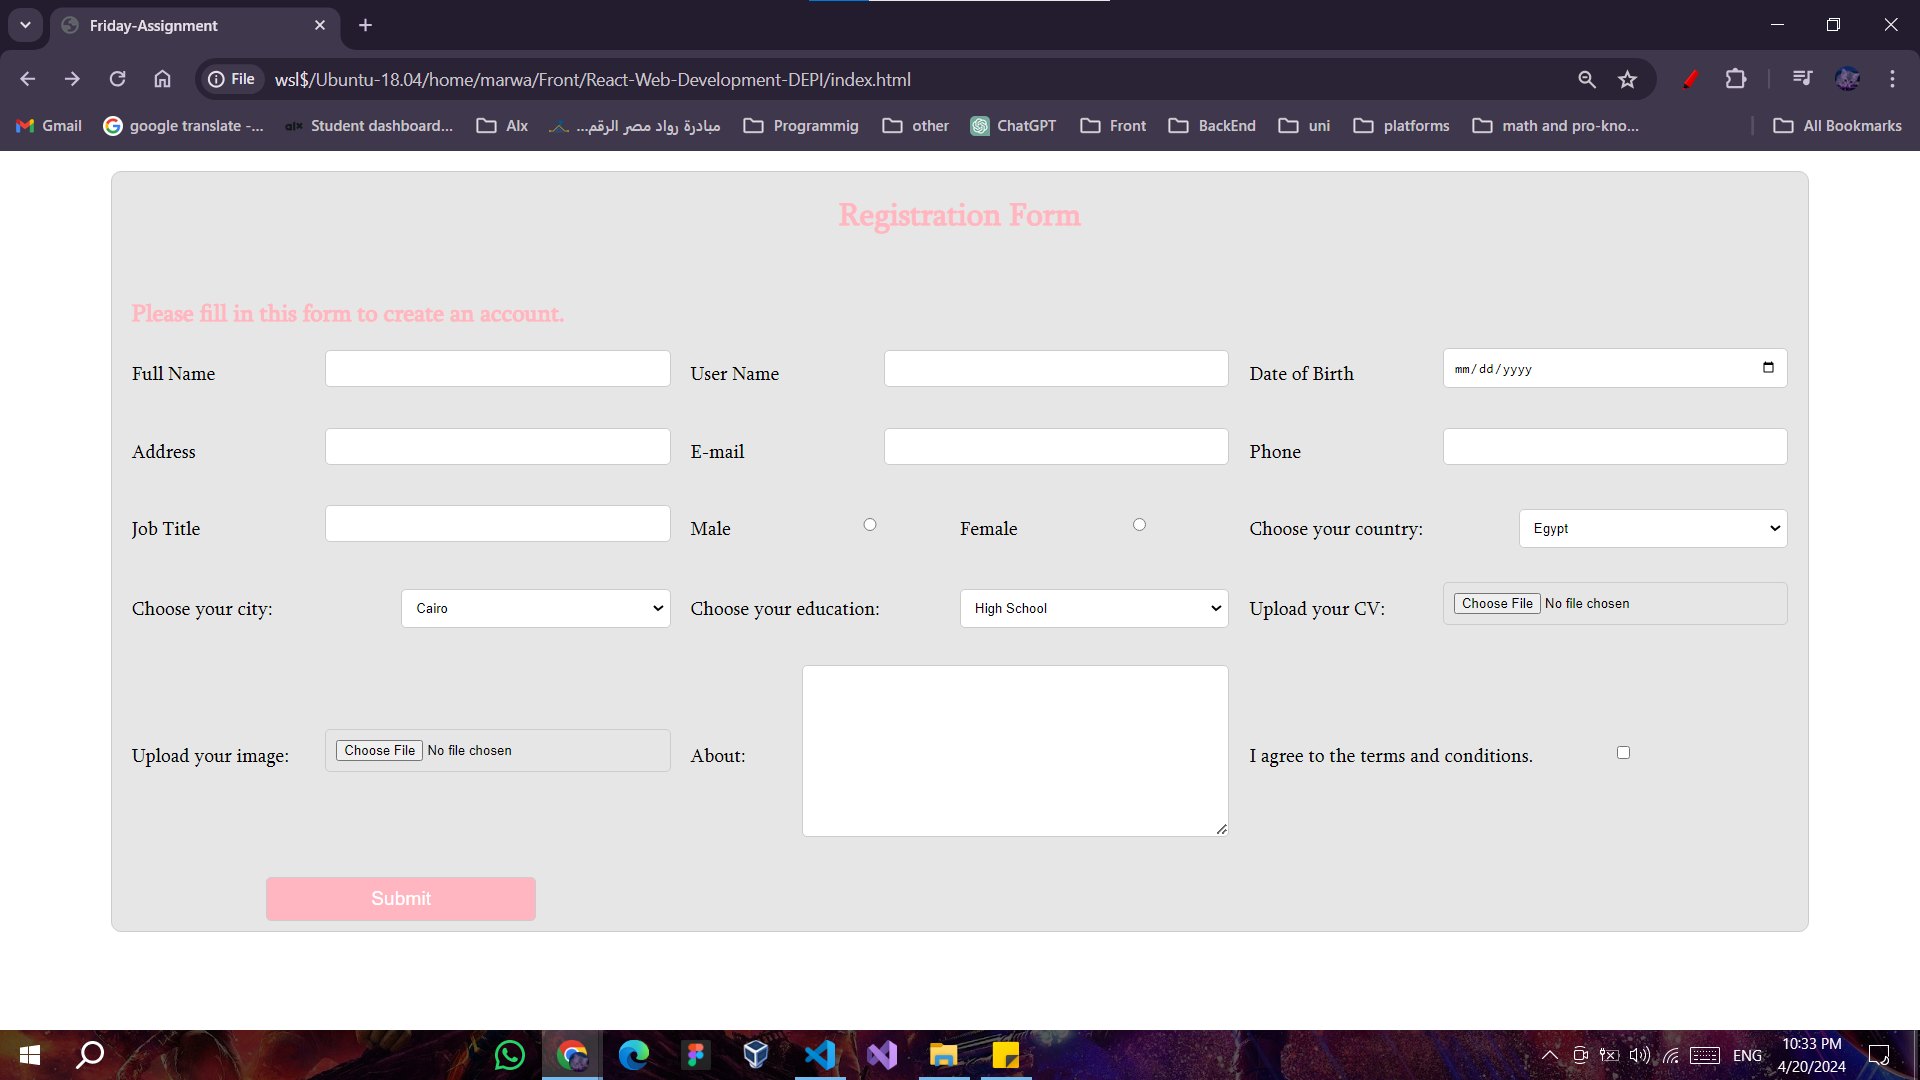 Friday-Assignment
File wsl$/Ubuntu-18.04/home/marwa/Front/React-Web-Development-DEPI/index.html
Gmail google translate -... alx Student dashboard... Alx مبادرة رواد مصر الرقم... Programmig other ChatGPT Front BackEnd uni platforms math and pro-kno... All Bookmarks
Registration Form
Please fill in this form to create an account.
Full Name User Name Date of Birth mm/dd/yyyy
Address E-mail Phone
Job Title Male Female Choose your country: Egypt
Choose your city: Cairo Choose your education: High School Upload your CV: Choose File No file chosen
Upload your image: Choose File No file chosen About: I agree to the terms and conditions.
Submit
ENG
10:33 PM
4/20/2024